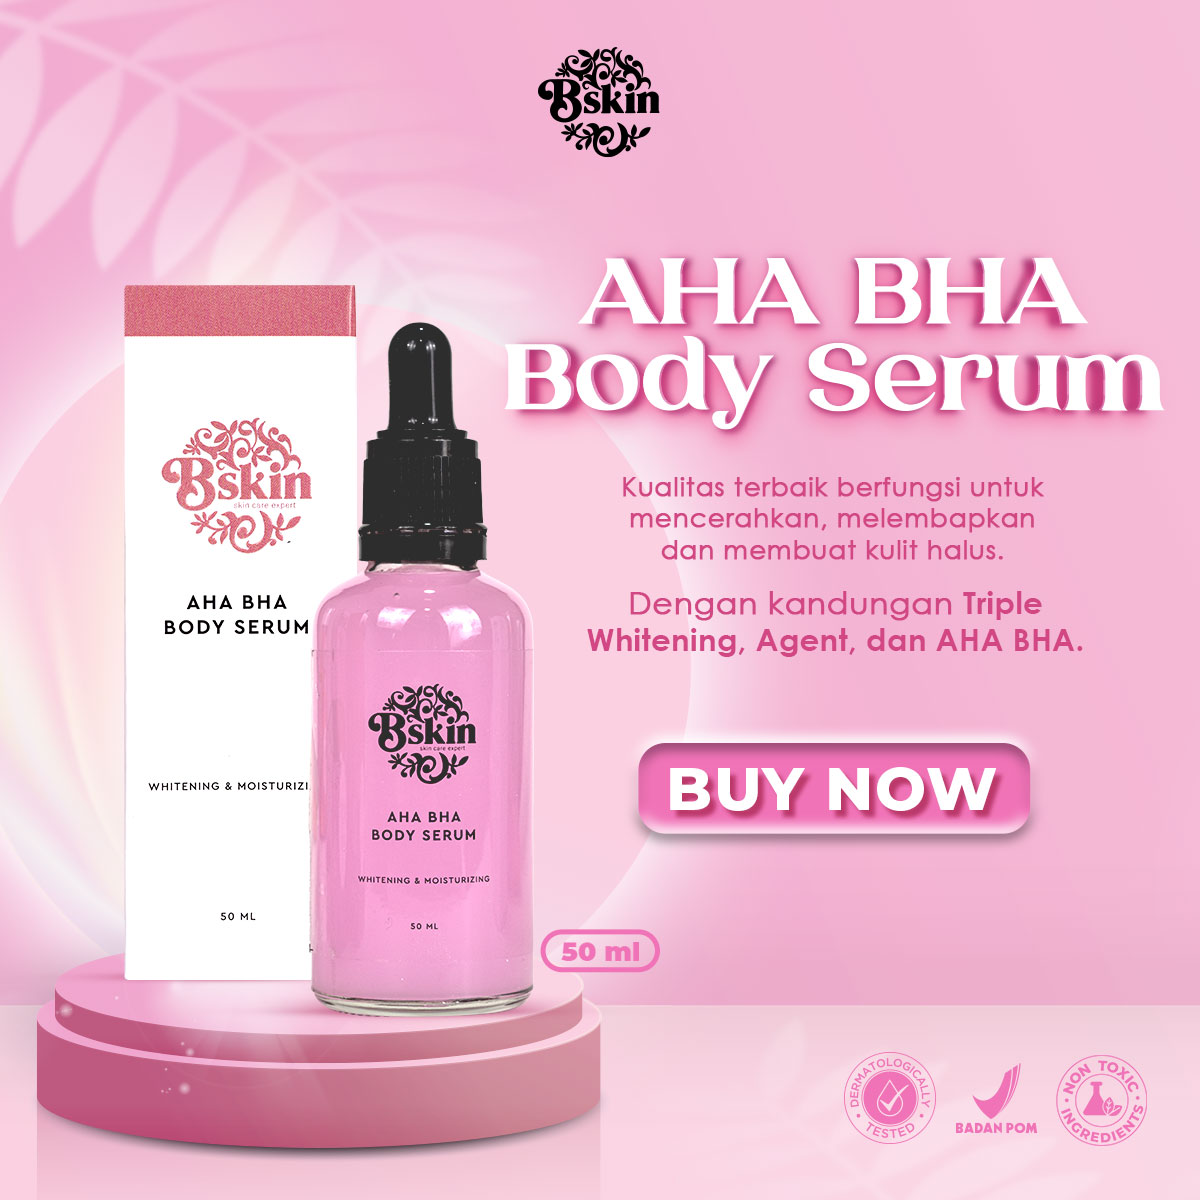 Bskin
AHA BHA
Body Serum
Kualitas terbaik berfungsi untuk
mencerahkan, melembapkan
dan membuat kulit halus.
Dengan kandungan Triple
Whitening, Agent, dan AHA BHA.
BUY NOW
Bskin
skin care expert
AHA BHA
BODY SERUM
WHITENING & MOISTURIZI
50 ML
Bskin
skin care expert
AHA BHA
BODY SERUM
WHITENING & MOISTURIZING
50 ML
50 ml
DERMATOLOGICALLY
TESTED
BADAN POM
NON TOXIC
INGREDIENTS